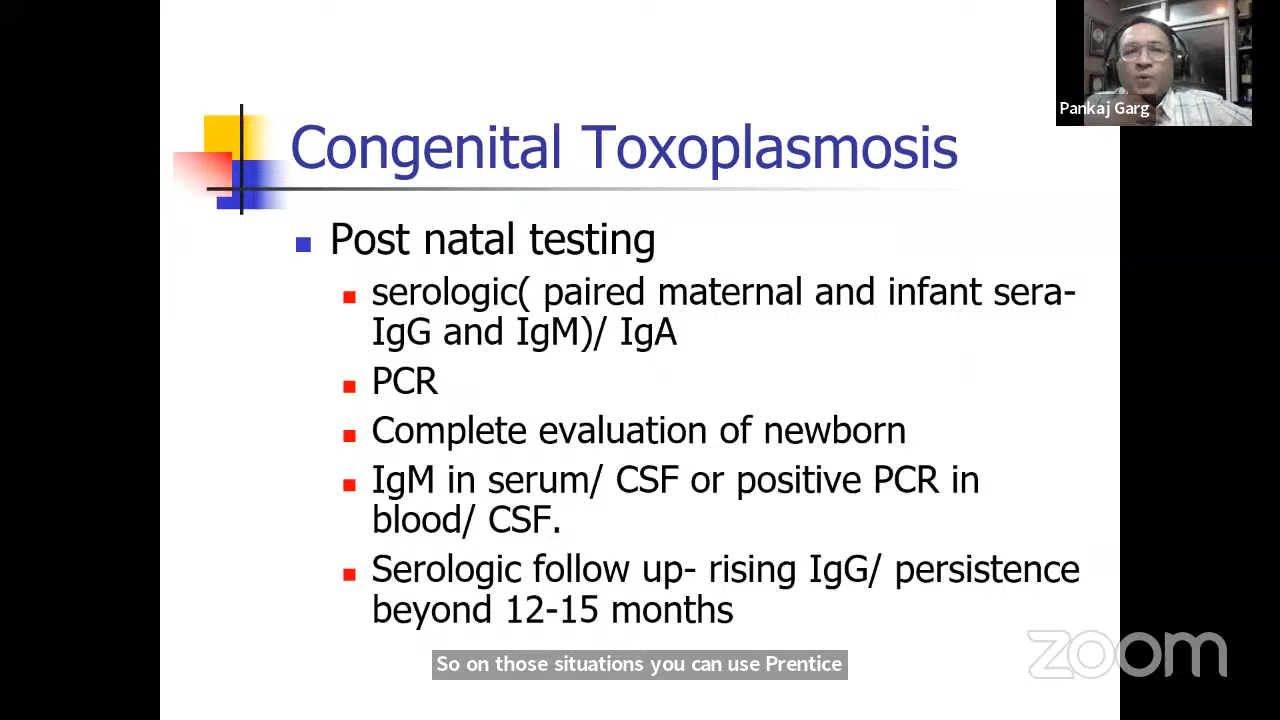 Pankaj Garg
Congenital Toxoplasmosis
Post natal testing
serologic( paired maternal and infant sera-
IgG and IgM)/ IgA
PCR
Complete evaluation of newborn
IgM in serum/ CSF or positive PCR in
blood/ CSF.
Serologic follow up- rising IgG/ persistence
beyond 12-15 months
So on those situations you can use Prentice
zoom